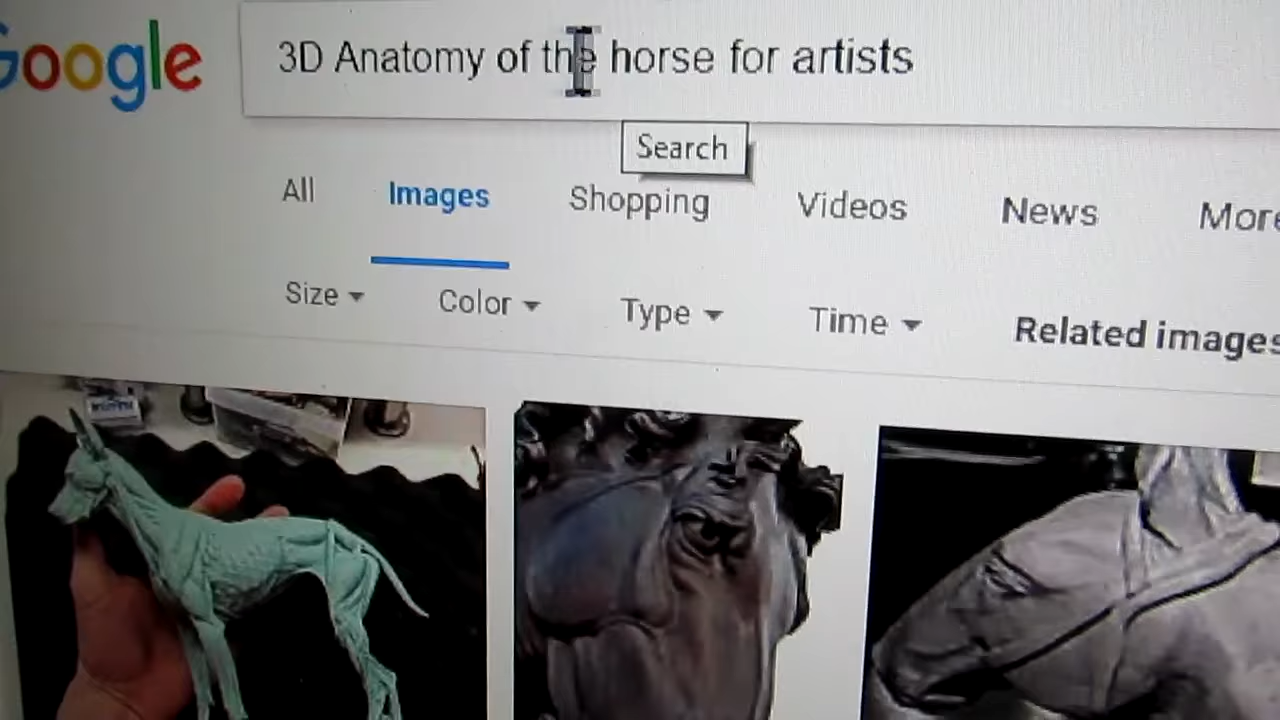 Google
3D Anatomy of the horse for artists
Search
All Images Shopping Videos News More
Size Color Type Time Related images